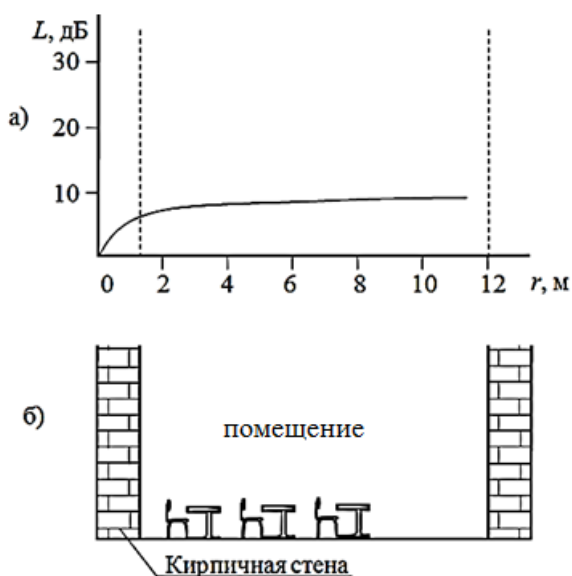 L, дБ
30
а)
20
10
0 2 4 6 8 10 12 r, м
б)
помещение
Кирпичная стена